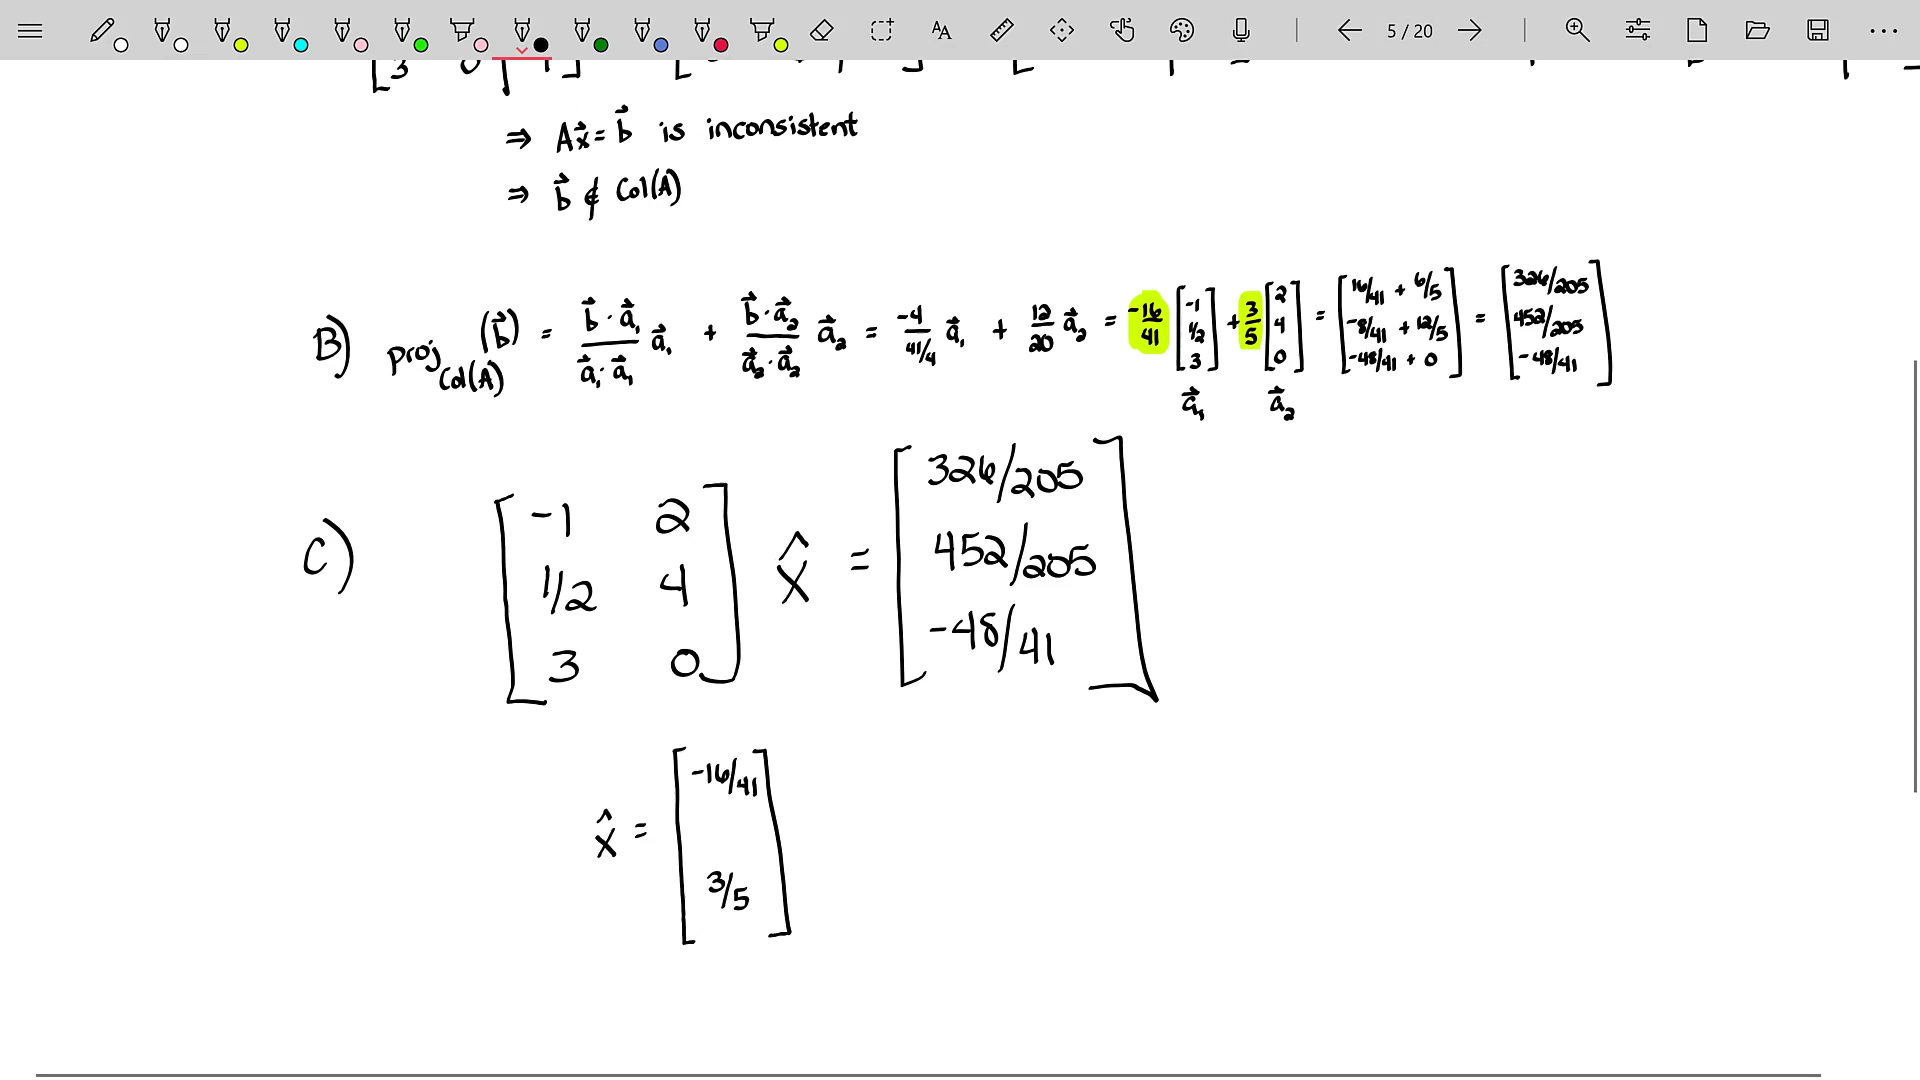 5 / 20
[3 0
⇒ Ax⃗ = b⃗ is inconsistent
⇒ b⃗ ∉ Col(A)
B) proj_Col(A) (b⃗) = (b⃗ · a⃗₁)/(a⃗₁ · a⃗₁) a⃗₁ + (b⃗ · a⃗₂)/(a⃗₂ · a⃗₂) a⃗₂ = -4/(41/4) a⃗₁ + 12/20 a⃗₂ = -16/41 [-1; 1/2; 3] + 3/5 [2; 4; 0] = [16/41 + 6/5; -8/41 + 12/5; -48/41 + 0] = [326/205; 452/205; -48/41]
a⃗₁ a⃗₂
C) [-1 2; 1/2 4; 3 0] x̂ = [326/205; 452/205; -48/41]
x̂ = [-16/41; 3/5]